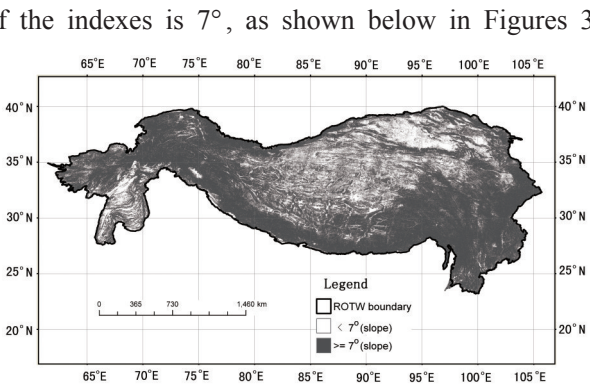 f the indexes is 7°, as shown below in Figures 3
65°E 70°E 75°E 80°E 85°E 90°E 95°E 100°E 105°E
40°N 40°N
35°N 35°N
30°N 30°N
25°N 25°N
Legend
0 365 730 1,460 km
ROTW boundary
< 7° (slope)
>= 7° (slope)
20°N 20°N
65°E 70°E 75°E 80°E 85°E 90°E 95°E 100°E 105°E